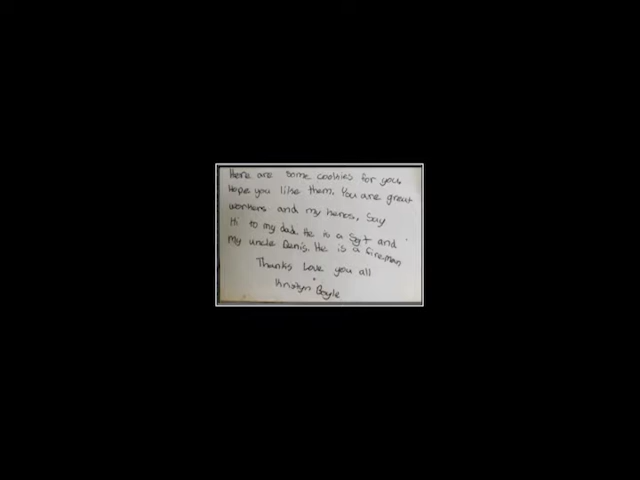 Here are some cookies for you.
Hope you like them. You are great
workers and my heros, Say
Hi to my dad. He is a Sgt and
My uncle Denis. He is a fireman
Thanks Love you all
Kristyn Boyle